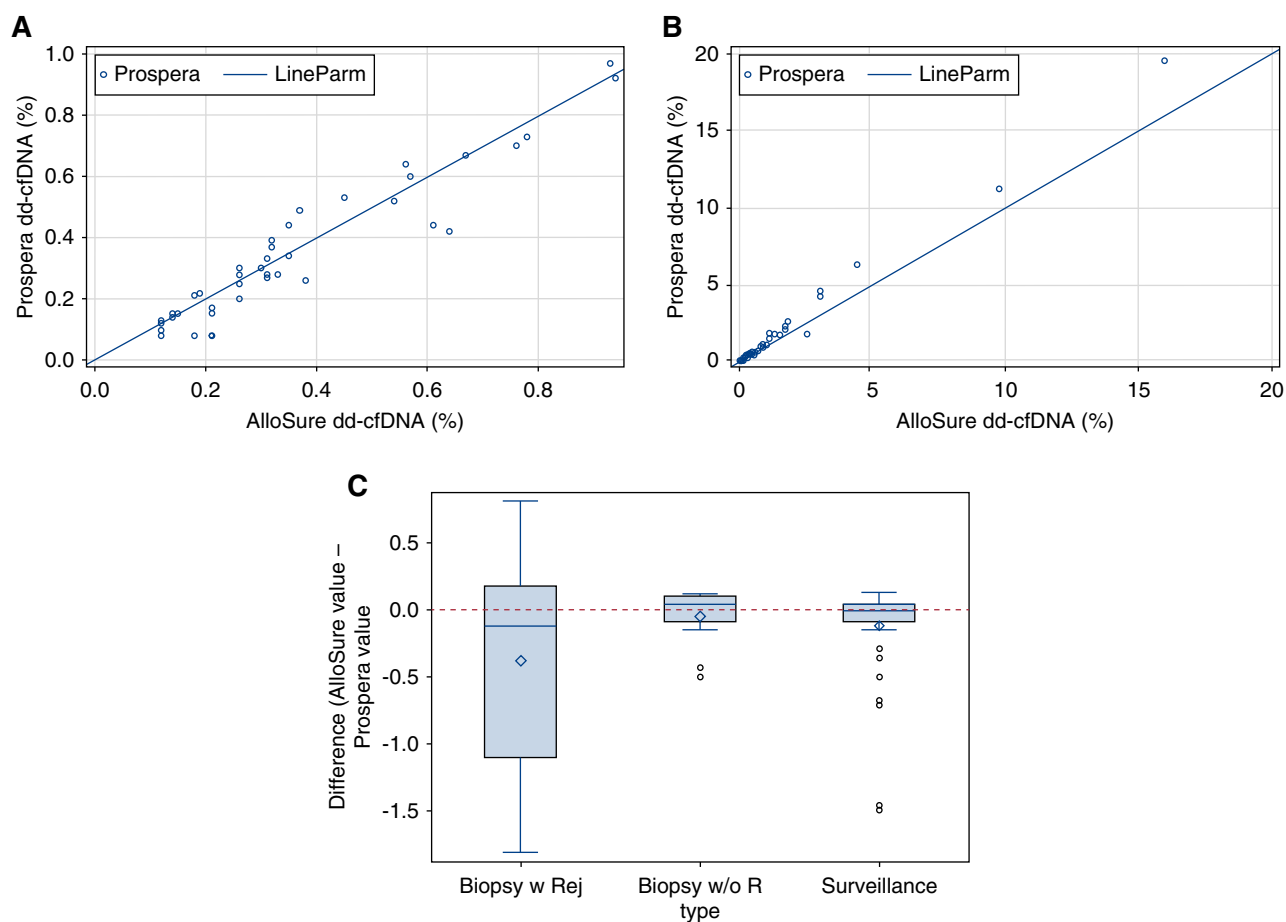 A
Prospera LineParm
Prospera dd-cfDNA (%)
1.0
0.8
0.6
0.4
0.2
0.0
0.0 0.2 0.4 0.6 0.8
AlloSure dd-cfDNA (%)
B
Prospera LineParm
Prospera dd-cfDNA (%)
20
15
10
5
0
0 5 10 15 20
AlloSure dd-cfDNA (%)
C
Difference (AlloSure value –
Prospera value
0.5
0.0
-0.5
-1.0
-1.5
Biopsy w Rej Biopsy w/o R Surveillance
type